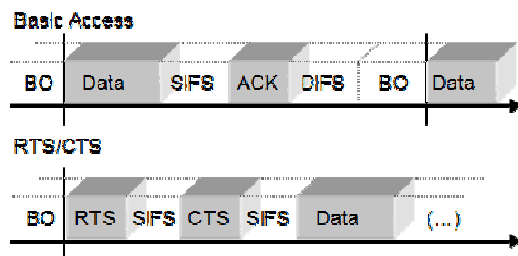 Basic Access
BO Data SIFS ACK DIFS BO Data
RTS/CTS
BO RTS SIFS CTS SIFS Data (...)